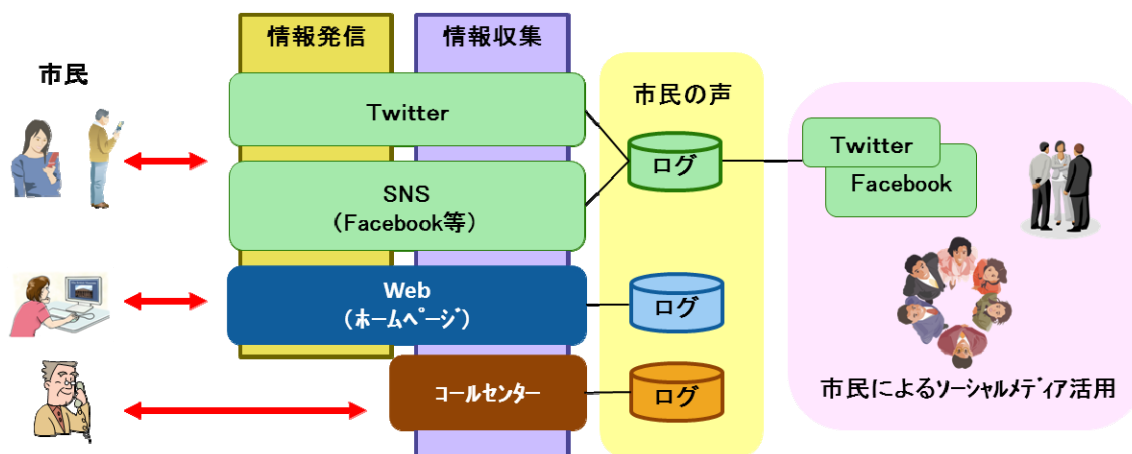 情報発信
情報収集
市民
市民の声
Twitter
SNS
（Facebook等）
ログ
Twitter
Facebook
Web
（ﾎｰﾑﾍﾟｰｼﾞ）
ログ
ｺｰﾙｾﾝﾀｰ
ログ
市民によるｿｰｼｬﾙﾒﾃﾞｨｱ活用